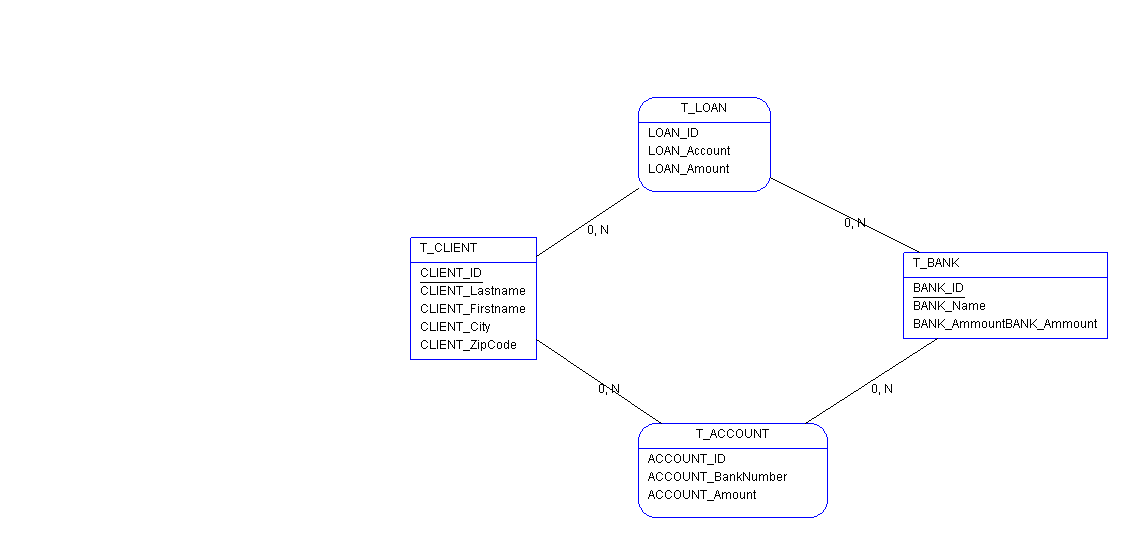 T_LOAN
LOAN_ID
LOAN_Account
LOAN_Amount
0, N
0, N
T_CLIENT
CLIENT_ID
CLIENT_Lastname
CLIENT_Firstname
CLIENT_City
CLIENT_ZipCode
T_BANK
BANK_ID
BANK_Name
BANK_AmmountBANK_Ammount
0, N
0, N
T_ACCOUNT
ACCOUNT_ID
ACCOUNT_BankNumber
ACCOUNT_Amount